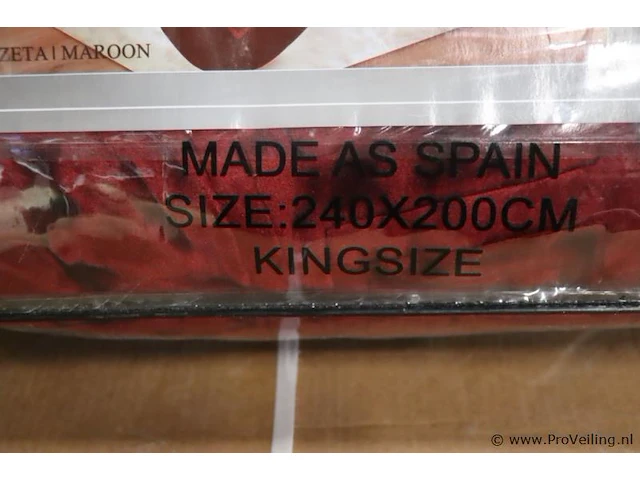 ZETA | MAROON
MADE AS SPAIN
SIZE:240X200CM
KINGSIZE
© www.ProVeiling.nl